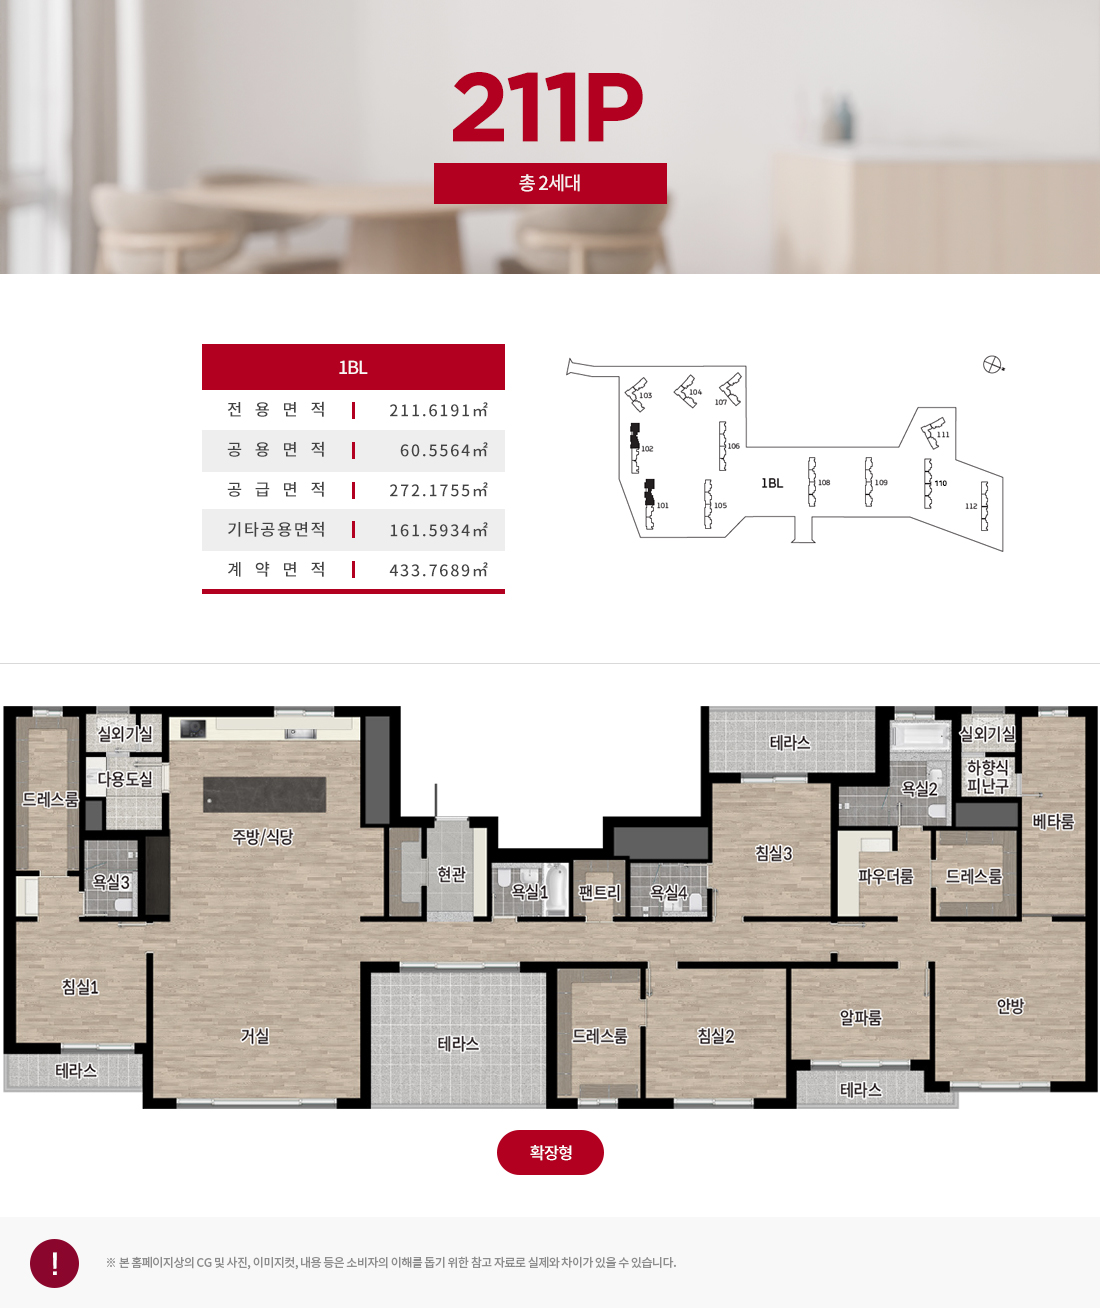 211P
총 2세대
1BL
전용면적 211.6191㎡
공용면적 60.5564㎡
공급면적 272.1755㎡
기타공용면적 161.5934㎡
계약면적 433.7689㎡
103
104
107
102
106
111
1BL
108
109
110
101
105
112
실외기실
테라스
실외기실
다용도실
하향식
피난구
욕실2
드레스룸
베타룸
주방/식당
침실3
욕실3
현관
욕실1
팬트리
욕실4
파우더룸
드레스룸
침실1
거실
테라스
드레스룸
침실2
알파룸
안방
테라스
테라스
확장형
!
※ 본 홈페이지상의 CG 및 사진, 이미지컷, 내용 등은 소비자의 이해를 돕기 위한 참고 자료로 실제와 차이가 있을 수 있습니다.